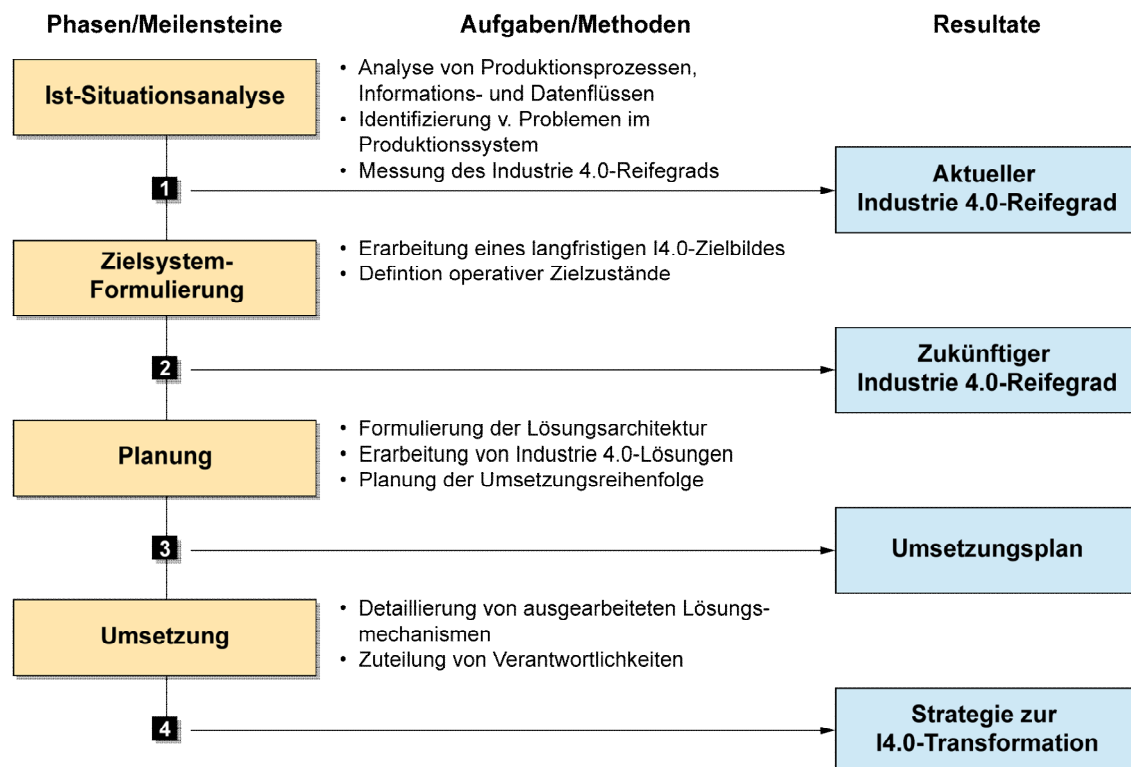 Phasen/Meilensteine
Aufgaben/Methoden
Resultate
Ist-Situationsanalyse
• Analyse von Produktionsprozessen,
Informations- und Datenflüssen
• Identifizierung v. Problemen im
Produktionssystem
• Messung des Industrie 4.0-Reifegrads
1
Aktueller
Industrie 4.0-Reifegrad
Zielsystem-
Formulierung
• Erarbeitung eines langfristigen I4.0-Zielbildes
• Defintion operativer Zielzustände
2
Zukünftiger
Industrie 4.0-Reifegrad
Planung
• Formulierung der Lösungsarchitektur
• Erarbeitung von Industrie 4.0-Lösungen
• Planung der Umsetzungsreihenfolge
3
Umsetzungsplan
Umsetzung
• Detaillierung von ausgearbeiteten Lösungs-
mechanismen
• Zuteilung von Verantwortlichkeiten
4
Strategie zur
I4.0-Transformation